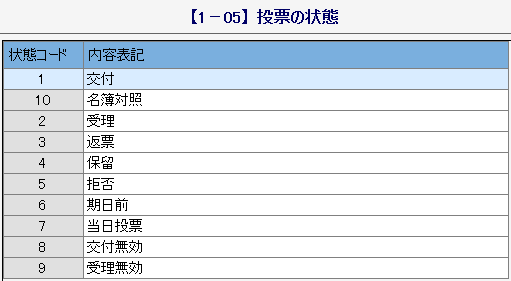 【1－05】投票の状態
状態コード 内容表記
1 交付
10 名簿対照
2 受理
3 返票
4 保留
5 拒否
6 期日前
7 当日投票
8 交付無効
9 受理無効